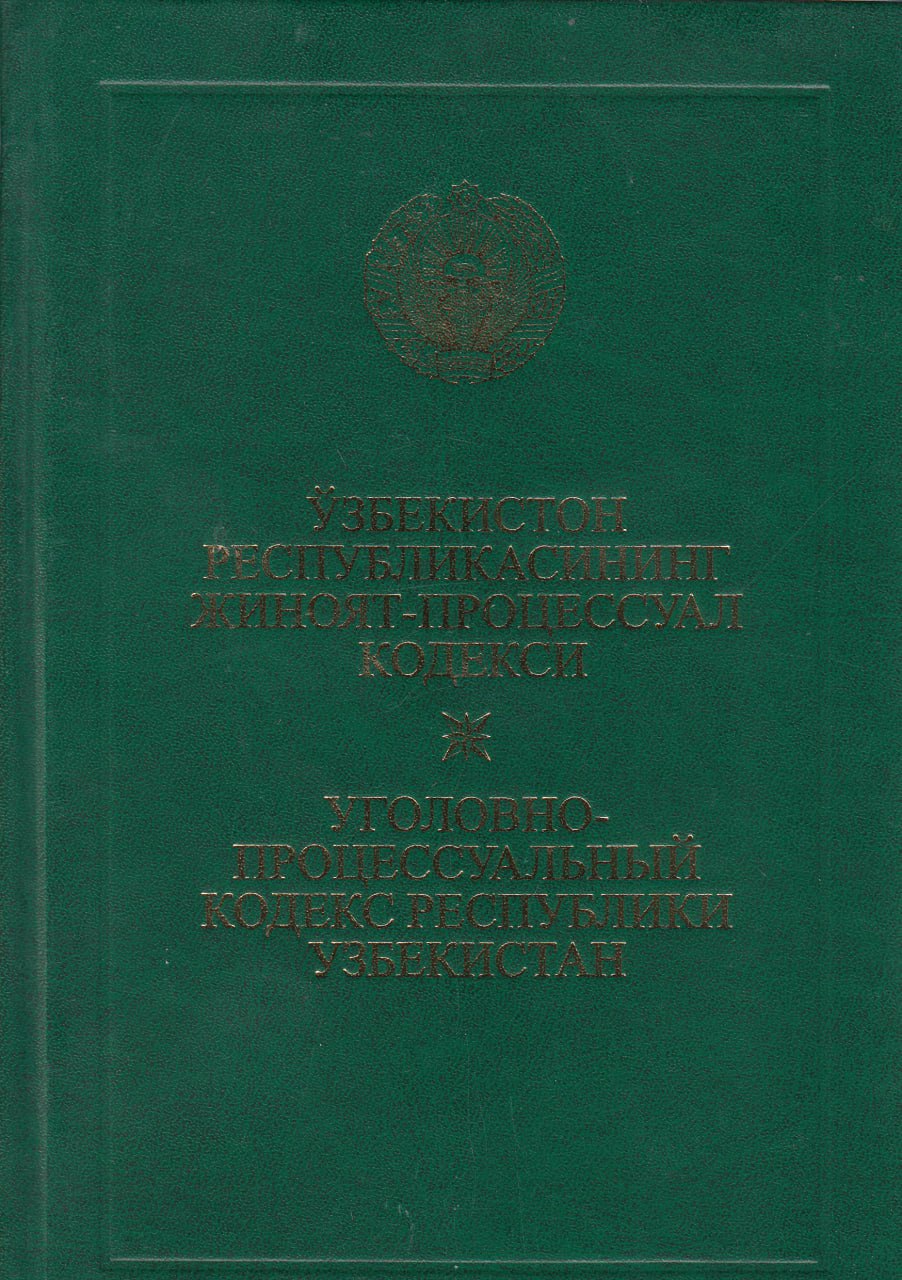 ЎЗБЕКИСТОН
РЕСПУБЛИКАСИНИНГ
ЖИНОЯТ-ПРОЦЕССУАЛ
КОДЕКСИ
УГОЛОВНО-
ПРОЦЕССУАЛЬНЫЙ
КОДЕКС РЕСПУБЛИКИ
УЗБЕКИСТАН